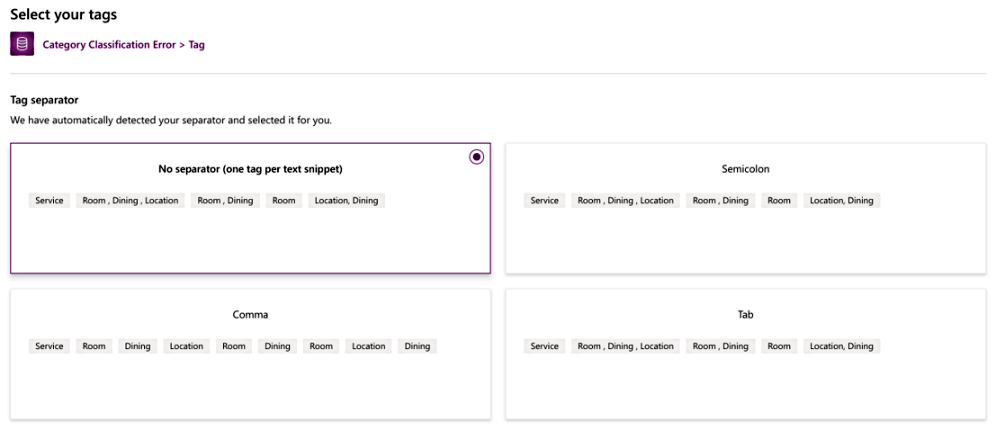 Select your tags
Category Classification Error > Tag
Tag separator
We have automatically detected your separator and selected it for you.
No separator (one tag per text snippet)
Service Room , Dining , Location Room , Dining Room Location, Dining
Semicolon
Service Room , Dining , Location Room , Dining Room Location, Dining
Comma
Service Room Dining Location Room Dining Room Location Dining
Tab
Service Room , Dining , Location Room , Dining Room Location, Dining